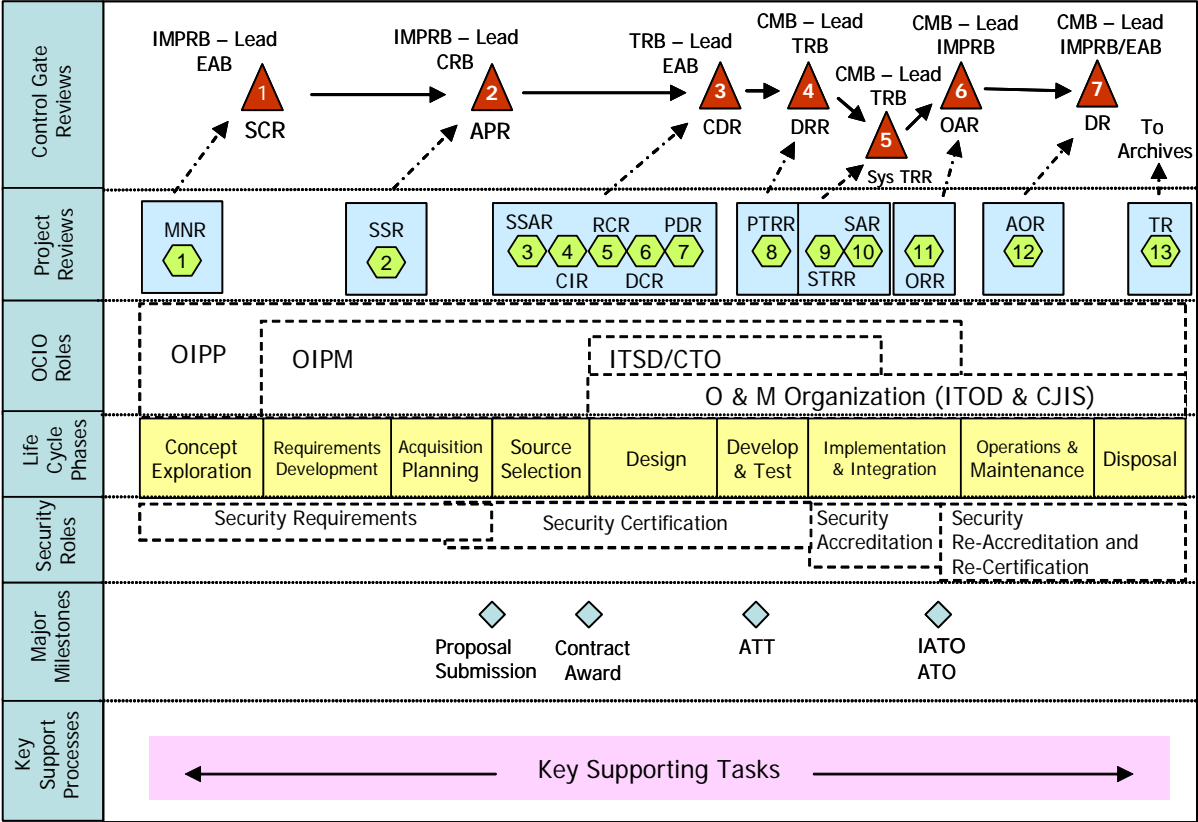 Control Gate
Reviews
IMPRB – Lead
EAB
1
SCR
IMPRB – Lead
CRB
2
APR
TRB – Lead
EAB
3
CDR
CMB – Lead
TRB
4
DRR
CMB – Lead
TRB
5
Sys TRR
CMB – Lead
IMPRB
6
OAR
CMB – Lead
IMPRB/EAB
7
DR
To
Archives
Project
Reviews
MNR
1
SSR
2
SSAR
3
4
CIR
RCR
5
6
DCR
PDR
7
PTRR
8
9
STRR
SAR
10
11
ORR
AOR
12
TR
13
OCIO
Roles
OIPP
OIPM
ITSD/CTO
O & M Organization (ITOD & CJIS)
Life
Cycle
Phases
Concept
Exploration
Requirements
Development
Acquisition
Planning
Source
Selection
Design
Develop
& Test
Implementation
& Integration
Operations &
Maintenance
Disposal
Security
Roles
Security Requirements
Security Certification
Security
Accreditation
Security
Re-Accreditation and
Re-Certification
Major
Milestones
Proposal
Submission
Contract
Award
ATT
IATO
ATO
Key
Support
Processes
Key Supporting Tasks